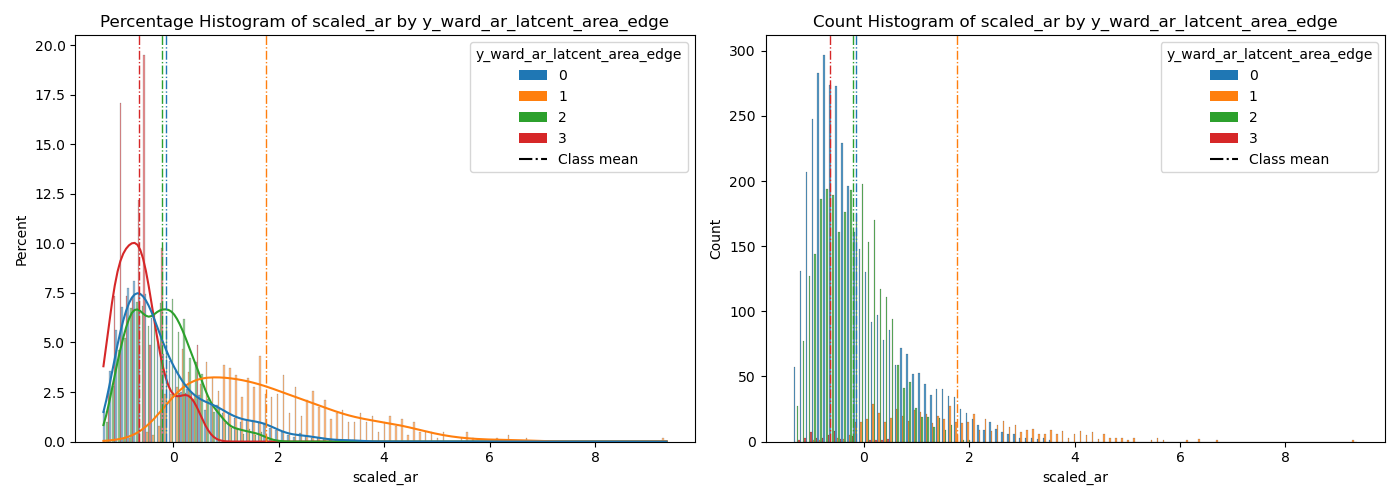 Percentage Histogram of scaled_ar by y_ward_ar_latcent_area_edge
20.0
17.5
15.0
12.5
10.0
7.5
5.0
2.5
0.0
Percent
y_ward_ar_latcent_area_edge
0
1
2
3
Class mean
0 2 4 6 8
scaled_ar
Count Histogram of scaled_ar by y_ward_ar_latcent_area_edge
300
250
200
150
100
50
0
Count
y_ward_ar_latcent_area_edge
0
1
2
3
Class mean
0 2 4 6 8
scaled_ar